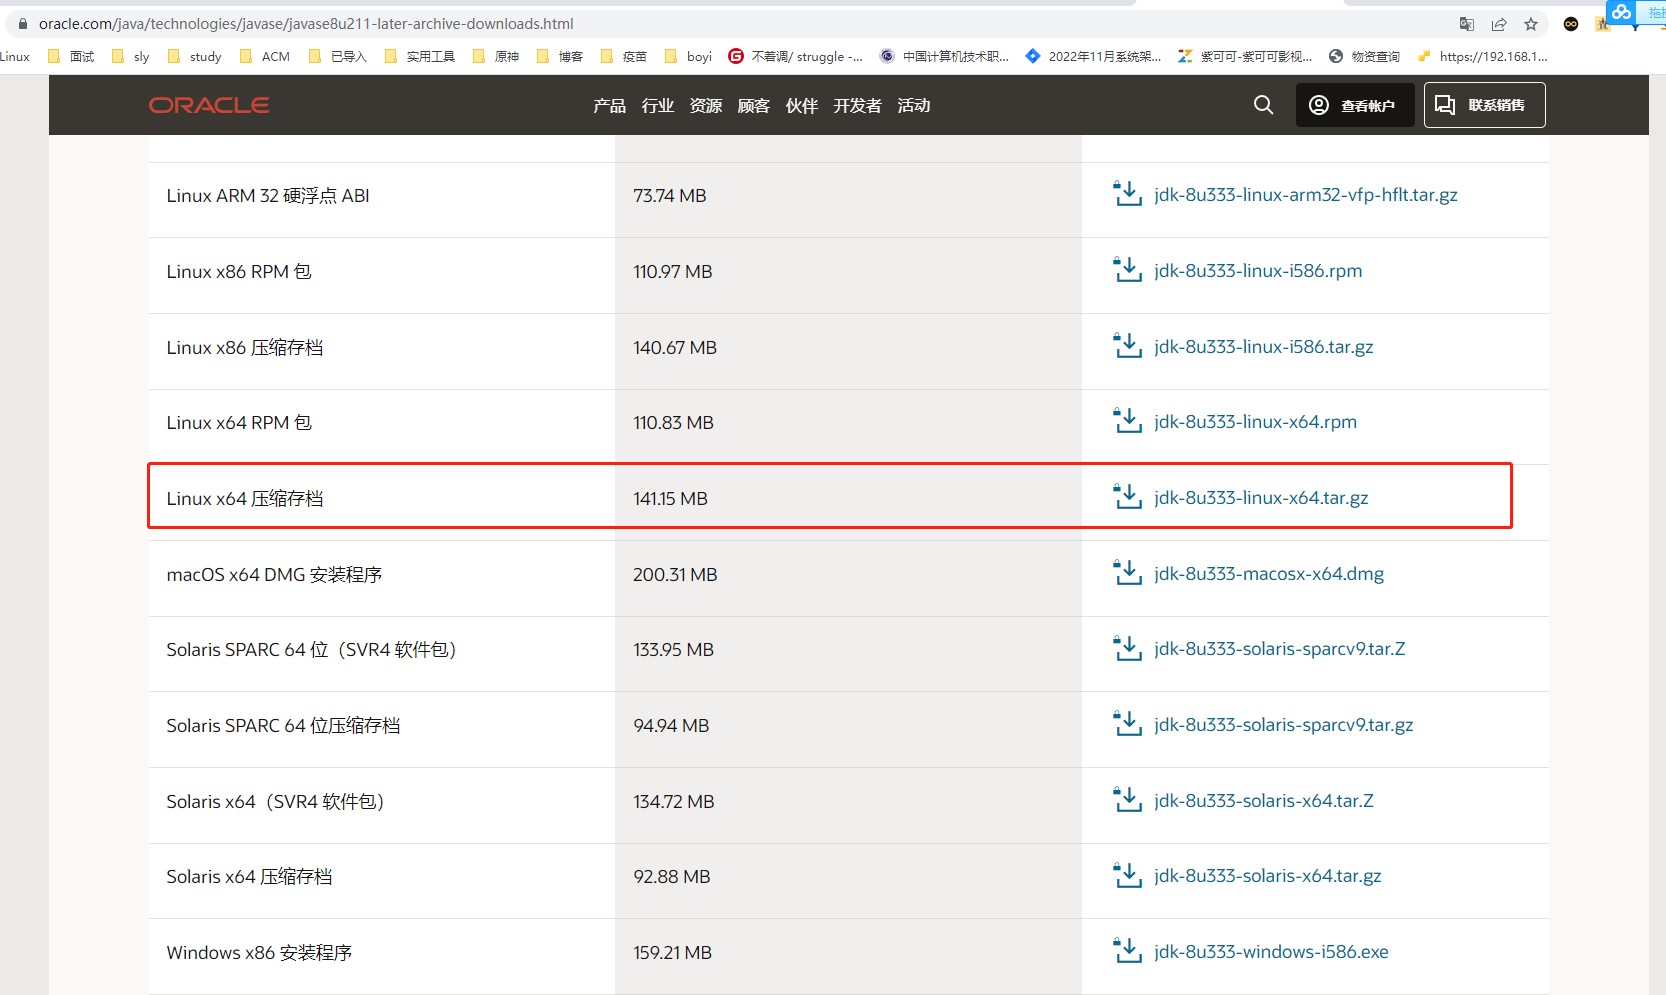 oracle.com/java/technologies/javase/javase8u211-later-archive-downloads.html
拖拽
Linux 面试 sly study ACM 已导入 实用工具 原神 博客 疫苗 boyi 不着调/ struggle -... 中国计算机技术职... 2022年11月系统架... 紫可可-紫可可影视... 物资查询 https://192.168.1...
ORACLE 产品 行业 资源 顾客 伙伴 开发者 活动 查看帐户 联系销售
Linux ARM 32 硬浮点 ABI 73.74 MB jdk-8u333-linux-arm32-vfp-hflt.tar.gz
Linux x86 RPM 包 110.97 MB jdk-8u333-linux-i586.rpm
Linux x86 压缩存档 140.67 MB jdk-8u333-linux-i586.tar.gz
Linux x64 RPM 包 110.83 MB jdk-8u333-linux-x64.rpm
Linux x64 压缩存档 141.15 MB jdk-8u333-linux-x64.tar.gz
macOS x64 DMG 安装程序 200.31 MB jdk-8u333-macosx-x64.dmg
Solaris SPARC 64 位（SVR4 软件包） 133.95 MB jdk-8u333-solaris-sparcv9.tar.Z
Solaris SPARC 64 位压缩存档 94.94 MB jdk-8u333-solaris-sparcv9.tar.gz
Solaris x64（SVR4 软件包） 134.72 MB jdk-8u333-solaris-x64.tar.Z
Solaris x64 压缩存档 92.88 MB jdk-8u333-solaris-x64.tar.gz
Windows x86 安装程序 159.21 MB jdk-8u333-windows-i586.exe